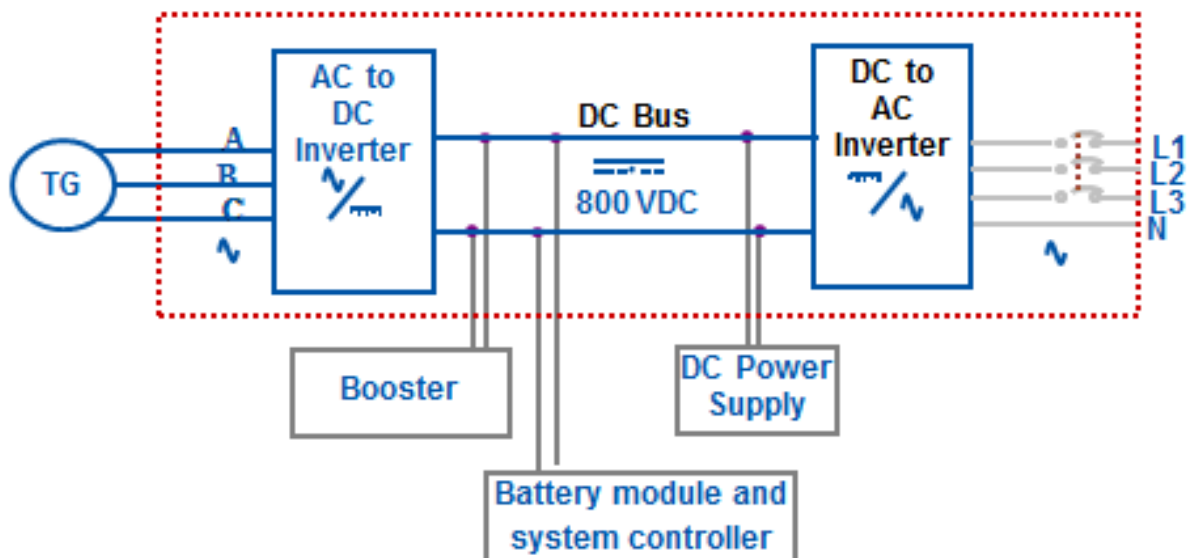 AC to
DC
Inverter
DC to
AC
Inverter
DC Bus
800 VDC
TG
A
B
C
L1
L2
L3
N
Booster
DC Power
Supply
Battery module and
system controller